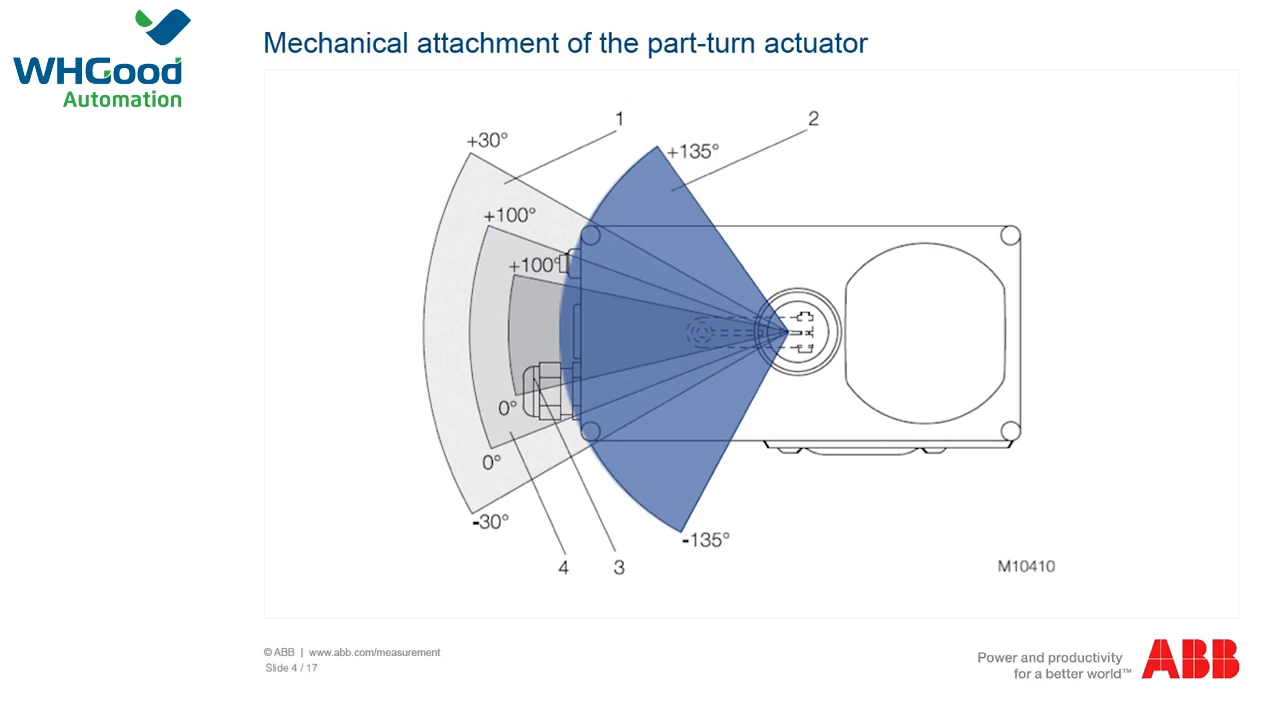 WHGood
Automation
Mechanical attachment of the part-turn actuator
1
2
+30°
+135°
+100°
+100°
0°
0°
-30°
-135°
4
3
M10410
© ABB | www.abb.com/measurement
Slide 4 / 17
Power and productivity
for a better world™
ABB